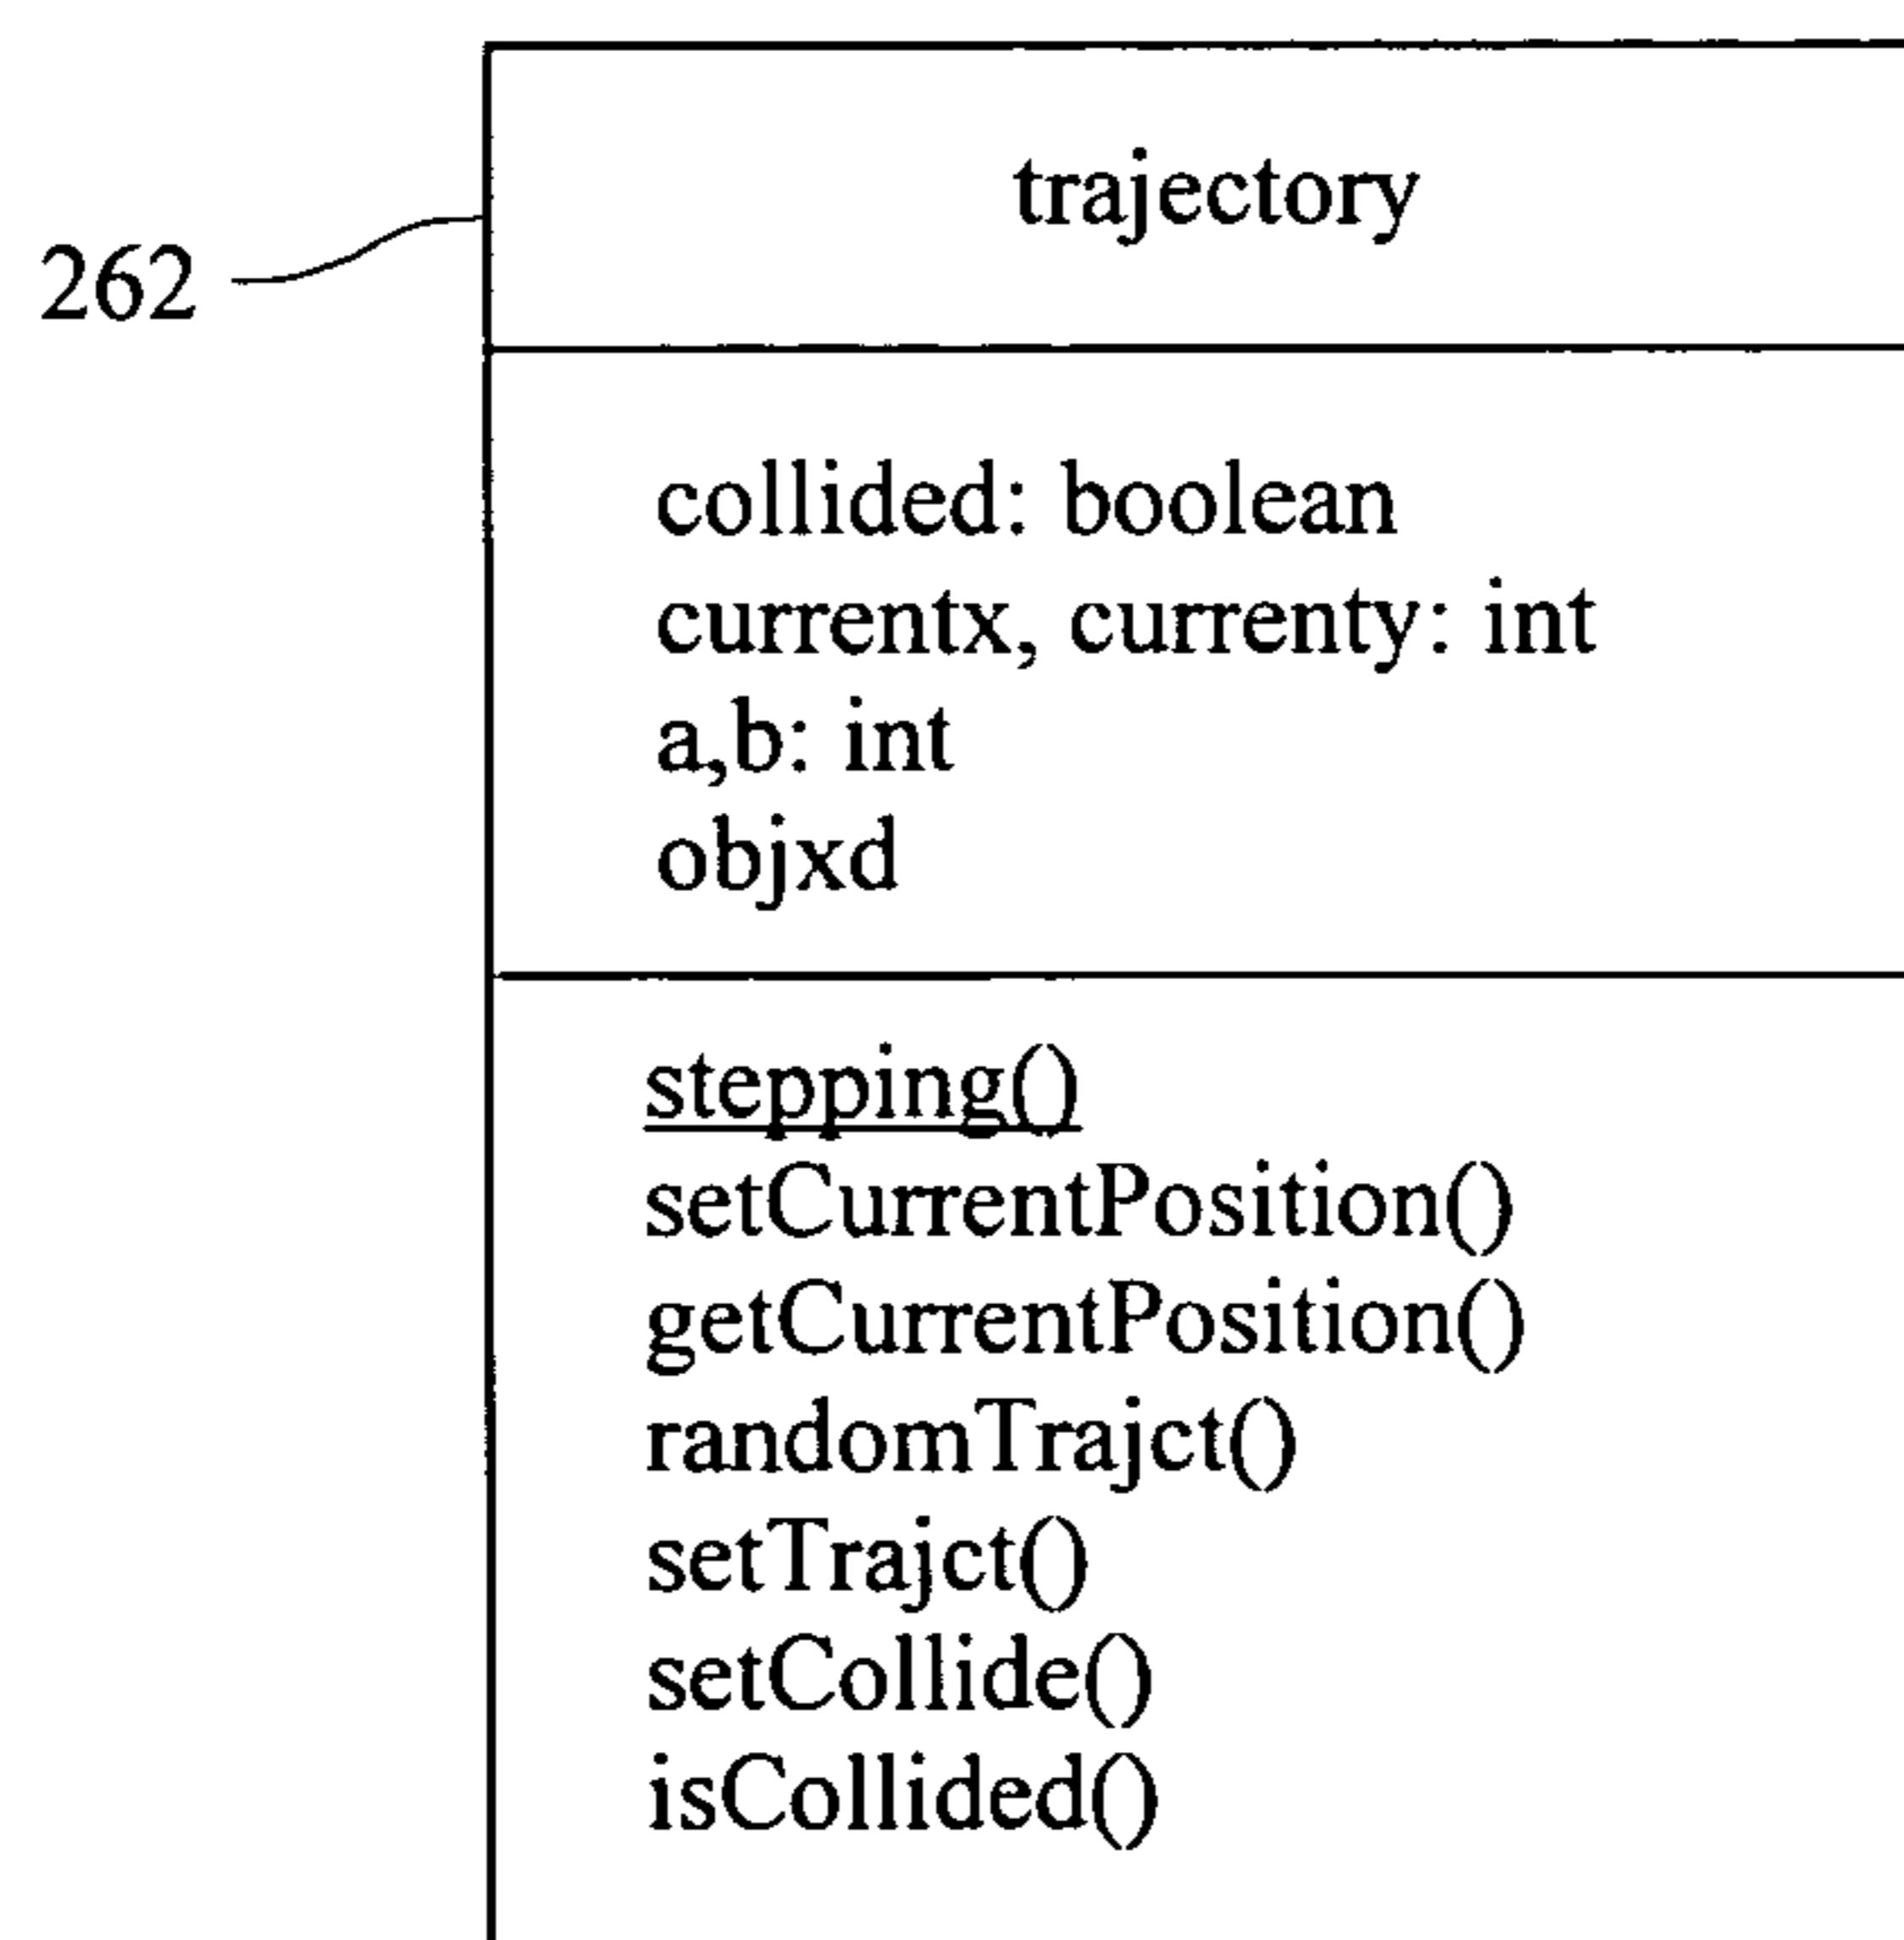 trajectory
262
collided: boolean
currentx, currenty: int
a,b: int
objxd
stepping()
setCurrentPosition()
getCurrentPosition()
randomTrajct()
setTrajct()
setCollide()
isCollided()